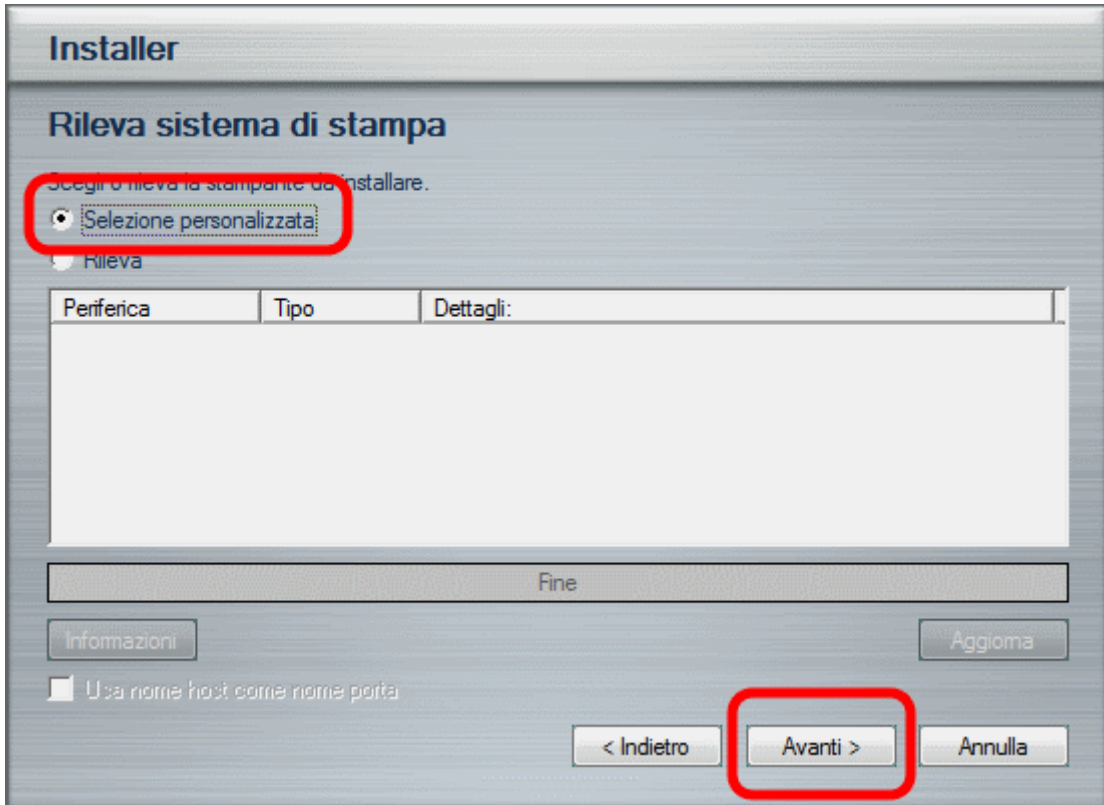 Installer
Rileva sistema di stampa
Scegli o rileva la stampante da installare.
Selezione personalizzata
Rileva
Periferica Tipo Dettagli:
Fine
Informazioni Aggiorna
Usa nome host come nome porta
< Indietro Avanti > Annulla